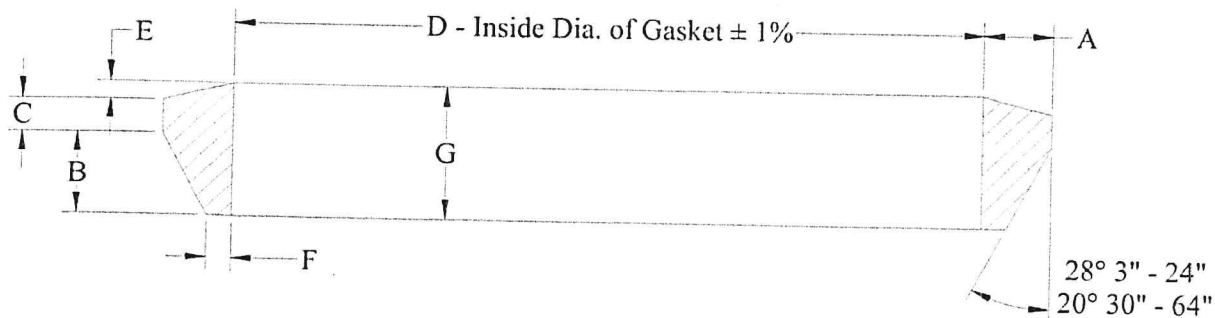 E
D - Inside Dia. of Gasket ± 1%
A
C
B
G
F
28° 3" - 24"
20° 30" - 64"